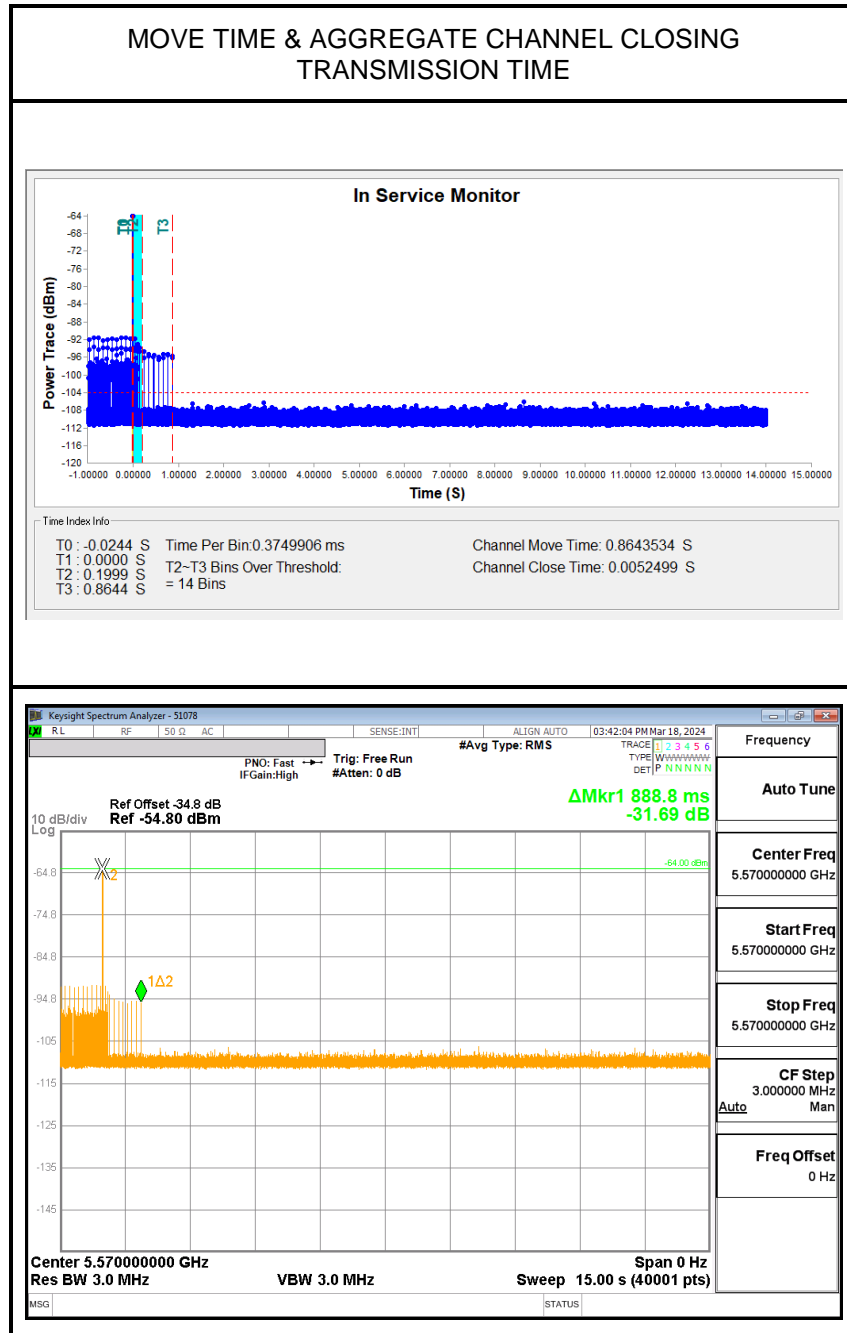 MOVE TIME & AGGREGATE CHANNEL CLOSING
TRANSMISSION TIME
In Service Monitor
T2
T3
Power Trace (dBm)
-64
-68
-72
-76
-80
-84
-88
-92
-96
-100
-104
-108
-112
-116
-120
-1.00000 0.00000 1.00000 2.00000 3.00000 4.00000 5.00000 6.00000 7.00000 8.00000 9.00000 10.00000 11.00000 12.00000 13.00000 14.00000 15.00000
Time (S)
Time Index Info
T0 : -0.0244 S
T1 : 0.0000 S
T2 : 0.1999 S
T3 : 0.8644 S
Time Per Bin:0.3749906 ms
T2~T3 Bins Over Threshold:
= 14 Bins
Channel Move Time: 0.8643534 S
Channel Close Time: 0.0052499 S
Keysight Spectrum Analyzer - 51078
LXI RL RF 50 Ω AC SENSE:INT ALIGN AUTO 03:42:04 PM Mar 18, 2024
PNO: Fast
IFGain:High
Trig: Free Run
#Atten: 0 dB
#Avg Type: RMS
TRACE 1 2 3 4 5 6
TYPE WWWWWW
DET P N N N N N
ΔMkr1 888.8 ms
-31.69 dB
Ref Offset -34.8 dB
Ref -54.80 dBm
10 dB/div
Log
-64.00 dBm
2
1Δ2
-64.8
-74.8
-84.8
-94.8
-105
-115
-125
-135
-145
Center 5.570000000 GHz
Res BW 3.0 MHz
VBW 3.0 MHz
Span 0 Hz
Sweep 15.00 s (40001 pts)
MSG
STATUS
Frequency
Auto Tune
Center Freq
5.570000000 GHz
Start Freq
5.570000000 GHz
Stop Freq
5.570000000 GHz
CF Step
3.000000 MHz
Auto Man
Freq Offset
0 Hz